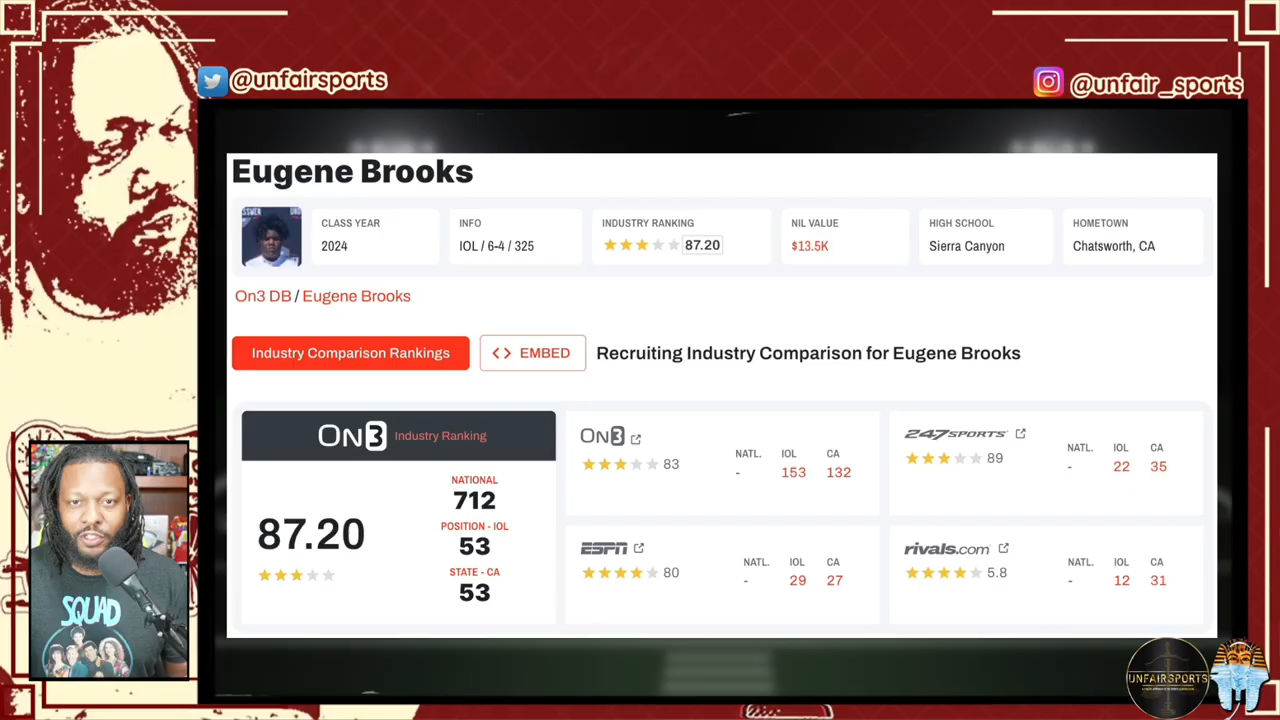 @unfairsports
@unfair_sports
Eugene Brooks
CLASS YEAR
2024
INFO
IOL / 6-4 / 325
INDUSTRY RANKING
87.20
NIL VALUE
$13.5K
HIGH SCHOOL
Sierra Canyon
HOMETOWN
Chatsworth, CA
On3 DB / Eugene Brooks
Industry Comparison Rankings
<> EMBED
Recruiting Industry Comparison for Eugene Brooks
On3 Industry Ranking
87.20
NATIONAL
712
POSITION - IOL
53
STATE - CA
53
On3
83
NATL. IOL CA
- 153 132
247SPORTS
89
NATL. IOL CA
- 22 35
ESPN
80
NATL. IOL CA
- 29 27
rivals.com
5.8
NATL. IOL CA
- 12 31
SQUAD
UNFAIRSPORTS